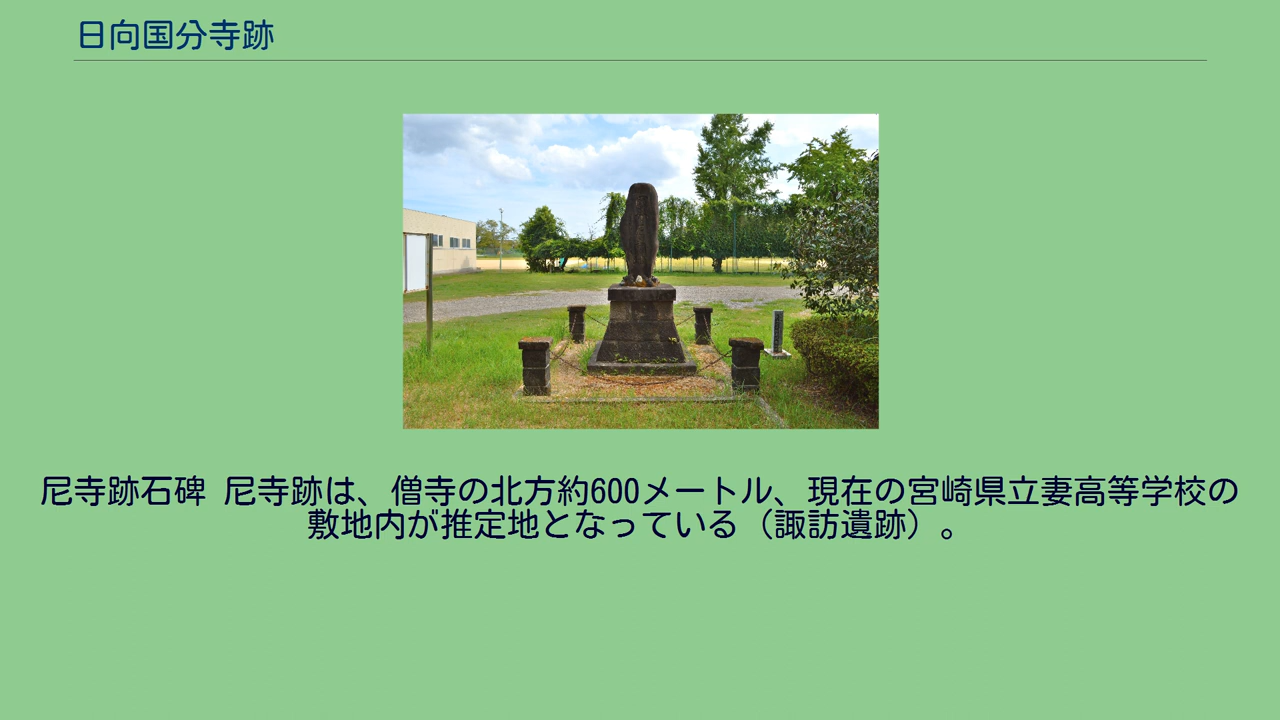 日向国分寺跡
尼寺跡石碑 尼寺跡は、僧寺の北方約600メートル、現在の宮崎県立妻高等学校の
敷地内が推定地となっている（諏訪遺跡）。